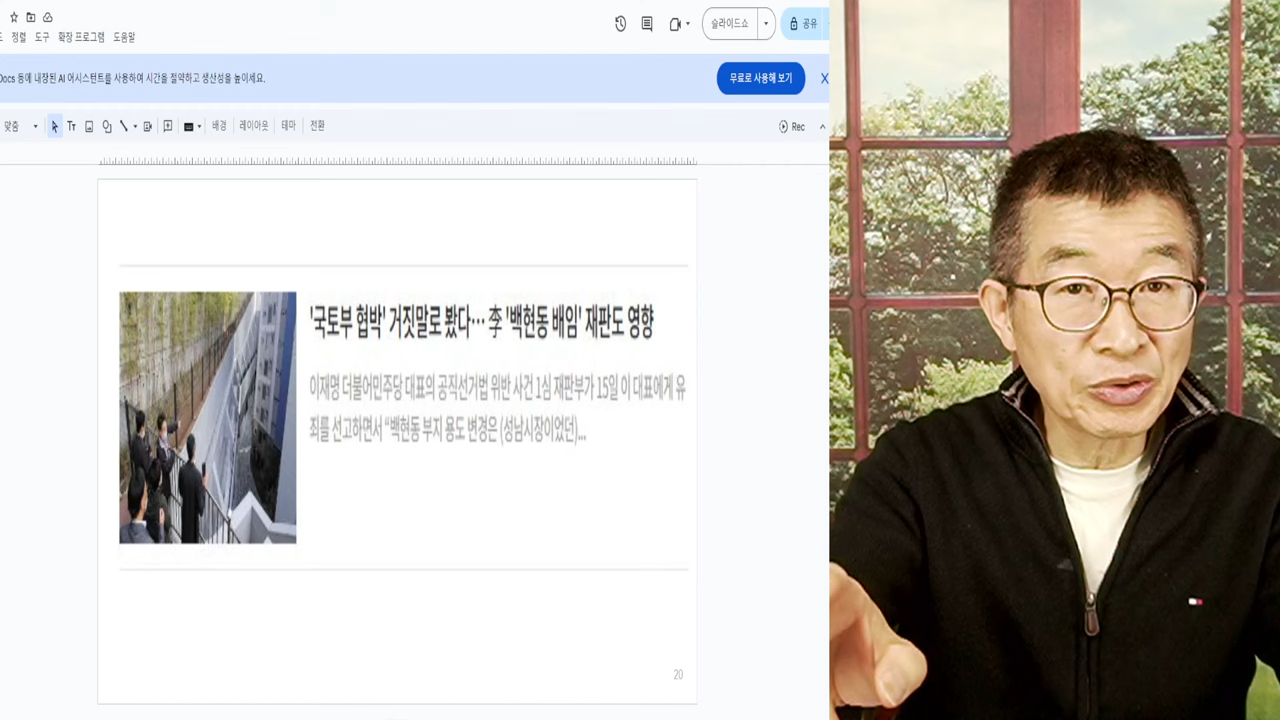 정렬 도구 확장 프로그램 도움말
슬라이드쇼
공유
Docs 등에 내장된 AI 어시스턴트를 사용하여 시간을 절약하고 생산성을 높이세요.
무료로 사용해 보기
X
맞춤
Tт
배경
레이아웃
테마
전환
Rec
'국토부 협박' 거짓말로 봤다… 李 '백현동 배임' 재판도 영향
이재명 더불어민주당 대표의 공직선거법 위반 사건 1심 재판부가 15일 이 대표에게 유
죄를 선고하면서 “백현동 부지 용도 변경은 (성남시장이었던)...
20